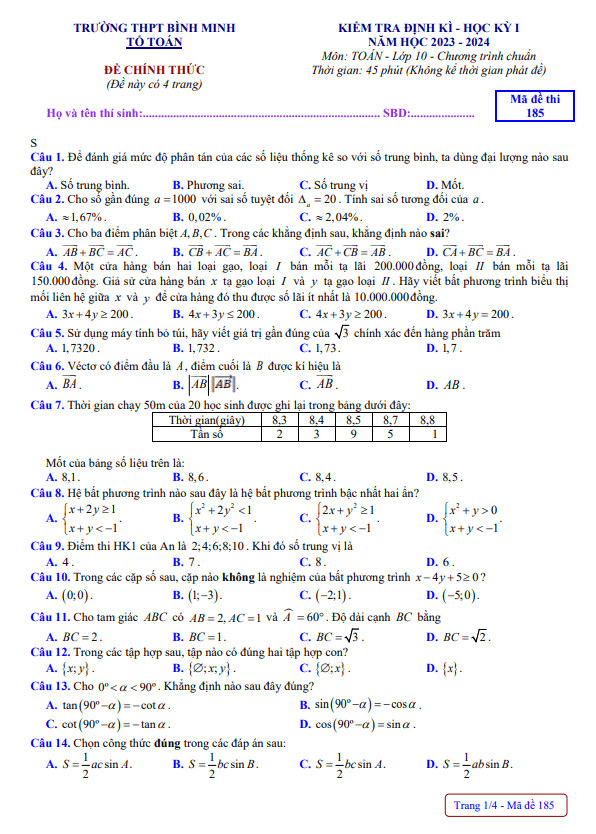 TRƯỜNG THPT BÌNH MINH
TỔ TOÁN
ĐỀ CHÍNH THỨC
(Đề này có 4 trang)
KIỂM TRA ĐỊNH KÌ - HỌC KỲ I
NĂM HỌC 2023 - 2024
Môn: TOÁN - Lớp 10 - Chương trình chuẩn
Thời gian: 45 phút (Không kể thời gian phát đề)
Họ và tên thí sinh:.............................................................................. SBD:.....................
Mã đề thi
185
S
Câu 1. Để đánh giá mức độ phân tán của các số liệu thống kê so với số trung bình, ta dùng đại lượng nào sau
đây?
A. Số trung bình. B. Phương sai. C. Số trung vị D. Mốt.
Câu 2. Cho số gần đúng a = 1000 với sai số tuyệt đối Δₐ = 20 . Tính sai số tương đối của a .
A. ≈ 1,67% . B. 0,02% . C. ≈ 2,04% . D. 2% .
Câu 3. Cho ba điểm phân biệt A, B, C . Trong các khẳng định sau, khẳng định nào sai?
A. $\overrightarrow{AB}+\overrightarrow{BC}=\overrightarrow{AC}$ . B. $\overrightarrow{CB}+\overrightarrow{AC}=\overrightarrow{BA}$ . C. $\overrightarrow{AC}+\overrightarrow{CB}=\overrightarrow{AB}$ . D. $\overrightarrow{CA}+\overrightarrow{BC}=\overrightarrow{BA}$ .
Câu 4. Một cửa hàng bán hai loại gạo, loại I bán mỗi tạ lãi 200.000 đồng, loại II bán mỗi tạ lãi
150.000 đồng. Giả sử cửa hàng bán x tạ gạo loại I và y tạ gạo loại II . Hãy viết bất phương trình biểu thị
mối liên hệ giữa x và y để cửa hàng đó thu được số lãi ít nhất là 10.000.000 đồng.
A. 3x + 4y ≥ 200 . B. 4x + 3y ≤ 200 . C. 4x + 3y ≥ 200 . D. 3x + 4y = 200 .
Câu 5. Sử dụng máy tính bỏ túi, hãy viết giá trị gần đúng của √3 chính xác đến hàng phần trăm
A. 1,7320 . B. 1,732 . C. 1,73 . D. 1,7 .
Câu 6. Véctơ có điểm đầu là A , điểm cuối là B được kí hiệu là
A. $\overrightarrow{BA}$ . B. $|\overrightarrow{AB}|$ $|\overrightarrow{AB}|$. C. $\overrightarrow{AB}$ . D. AB .
Câu 7. Thời gian chạy 50m của 20 học sinh được ghi lại trong bảng dưới đây:
Thời gian(giây) 8,3 8,4 8,5 8,7 8,8
Tần số 2 3 9 5 1
Mốt của bảng số liệu trên là:
A. 8,1 . B. 8,6 . C. 8,4 . D. 8,5 .
Câu 8. Hệ bất phương trình nào sau đây là hệ bất phương trình bậc nhất hai ẩn?
A. $\begin{cases}x+2y\ge1\\x+y<-1\end{cases}$. B. $\begin{cases}x^2+2y^2<1\\x+y<-1\end{cases}$. C. $\begin{cases}2x+y^2\ge1\\x+y<-1\end{cases}$. D. $\begin{cases}x^2+y>0\\x+y<-1\end{cases}$.
Câu 9. Điểm thi HK1 của An là 2; 4; 6; 8; 10 . Khi đó số trung vị là
A. 4 . B. 7 . C. 8 . D. 6 .
Câu 10. Trong các cặp số sau, cặp nào không là nghiệm của bất phương trình x − 4y + 5 ≥ 0 ?
A. (0; 0) . B. (1; −3) . C. (−2; 1) . D. (−5; 0) .
Câu 11. Cho tam giác ABC có AB = 2, AC = 1 và $\widehat{A}$ = 60° . Độ dài cạnh BC bằng
A. BC = 2 . B. BC = 1 . C. BC = √3 . D. BC = √2 .
Câu 12. Trong các tập hợp sau, tập nào có đúng hai tập hợp con?
A. {x; y} . B. {∅; x; y} . C. {∅; x} . D. {x} .
Câu 13. Cho 0° < α < 90° . Khẳng định nào sau đây đúng?
A. tan(90° − α) = −cot α . B. sin(90° − α) = −cos α .
C. cot(90° − α) = −tan α . D. cos(90° − α) = sin α .
Câu 14. Chọn công thức đúng trong các đáp án sau:
A. $S=\frac{1}{2}ac\sin A$. B. $S=\frac{1}{2}bc\sin B$ . C. $S=\frac{1}{2}bc\sin A$ . D. $S=\frac{1}{2}ab\sin B$ .
Trang 1/4 - Mã đề 185